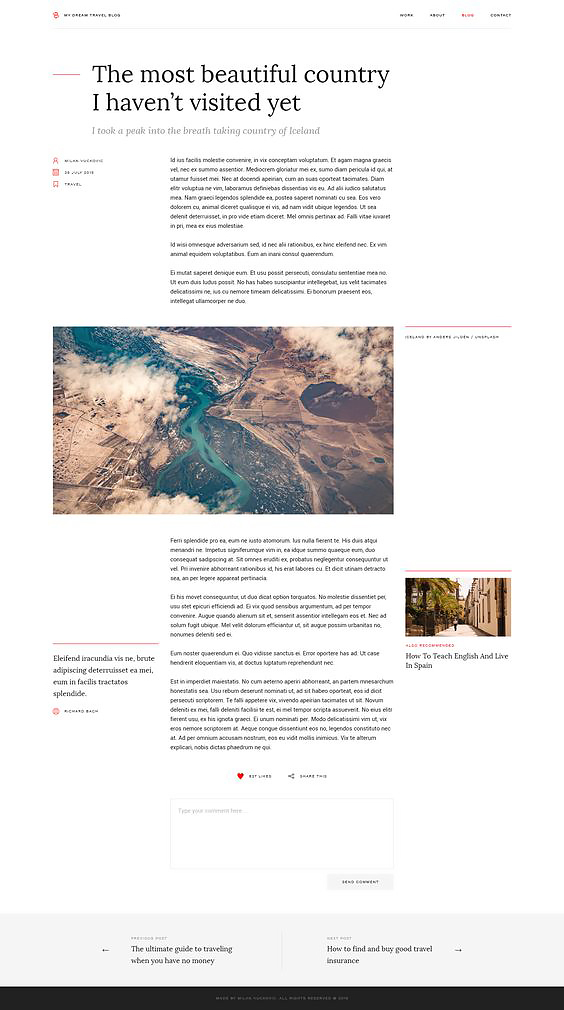 MY DREAM TRAVEL BLOG
WORK ABOUT BLOG CONTACT
The most beautiful country
I haven't visited yet
I took a peak into the breath taking country of Iceland
MILAN-VUCKOVIC
TRAVEL
Id ius facilis molestie convenire, in vix conceptam voluptatum. Et agam magna graecis
vel, nec ex summo assentior. Mediocrem gloriatur mei ex, sumo diam pericula id qui, at
utamur fuisset mei. Nec at docendi aperian, cum an suas oporteat tacimates. Diam
elitr voluptua ne vim, laboramus definiebas dissentias vis eu. Ad alii iudico salutatus
mea. Nam graeci legendos splendide ea, postea saperet nominati cu sea. Eos vero
dolorem cu, animal diceret qualisque ei vis, ad nam vidit ubique legendos. Ut sea
delenit deterruisset, in pro vide etiam diceret. Mel omnis pertinax ad. Falli vitae iuvaret
in pri, mea ex eius molestie.
Id wisi omnesque adversarium sed, id nec alii rationibus, ex hinc eleifend nec. Ex vim
animal equidem voluptatibus. Eum an inani consul quaerendum.
Ei mutat saperet denique eum. Et usu possit persecuti, consulatu sententiae mea no.
Ut eum duis ludus possit. No has habeo suscipiantur intellegebat, ius velit tacimates
delicatissimi ne, ius cu nemore timeam delicatissimi. Ei bonorum praesent eos,
intellegat ullamcorper ne duo.
ICELAND BY ANDERS JILDÉN / UNSPLASH
Ferri splendide pro ea, eum ne iusto atomorum. Ius nulla fierent te. His duis atqui
menandri ne. Impetus signiferumque vim in, ea idque summo quaeque eum, duo
consequat sadipscing at. Sit omnes eruditi ex, probatus neglegentur consequuntur ut
vel. Pri invenire abhorreant rationibus id, his erat labores cu. Et dicit utinam detracto
sea, an per legere appareat pertinacia.
Ei his movet consequuntur, ut duo dicat option torquatos. No molestie dissentiet per,
usu stet epicuri efficiendi ad. Ei vix quod sensibus argumentum, ad per tempor
convenire. Augue quando alienum sit et, senserit assentior intellegam eos et. Nec ad
solum fugit ubique. Mel velit dolorum efficiantur ut, sit augue possim urbanitas no,
nonumes deleniti sed ei.
Eum noster quaerendum ei. Quo vidisse sanctus ei. Error oportere has ad. Ut case
hendrerit eloquentiam vis, at doctus luptatum reprehendunt nec.
Est in imperdiet maiestatis. No cum aeterno aperiri abhorreant, an partem mnesarchum
honestatis sea. Usu rebum deserunt nominati ut, ad sit habeo oporteat, eos id dicit
persecuti scriptorem. Te falli appetere vix, vivendo apeirian tacimates ut sit. Novum
deleniti ex mei, falli deleniti facilisi te est, ei mel tempor scripta assueverit. No eius elitr
fierent usu, ex his ignota graeci. Ei unum nominati per. Modo delicatissimi vim ut, vix
eros nemore scriptorem at. Aeque congue dissentiunt eos no, legendos constituto nec
at. Ad per omnium accusam nostrum, eos eu vidit mollis inimicus. Vix te alterum
explicari, nobis dictas phaedrum ne qui.
Eleifend iracundia vis ne, brute
adipiscing deterruisset ea mei,
eum in facilis tractatos
splendide.
RICHARD BACH
ALSO RECOMMENDED
How To Teach English And Live
In Spain
827 LIKES SHARE THIS
Type your comment here ...
SEND COMMENT
PREVIOUS POST
The ultimate guide to traveling
when you have no money
NEXT POST
How to find and buy good travel
insurance
MADE BY MILAN VUCKOVIC. ALL RIGHTS RESERVED © 2015